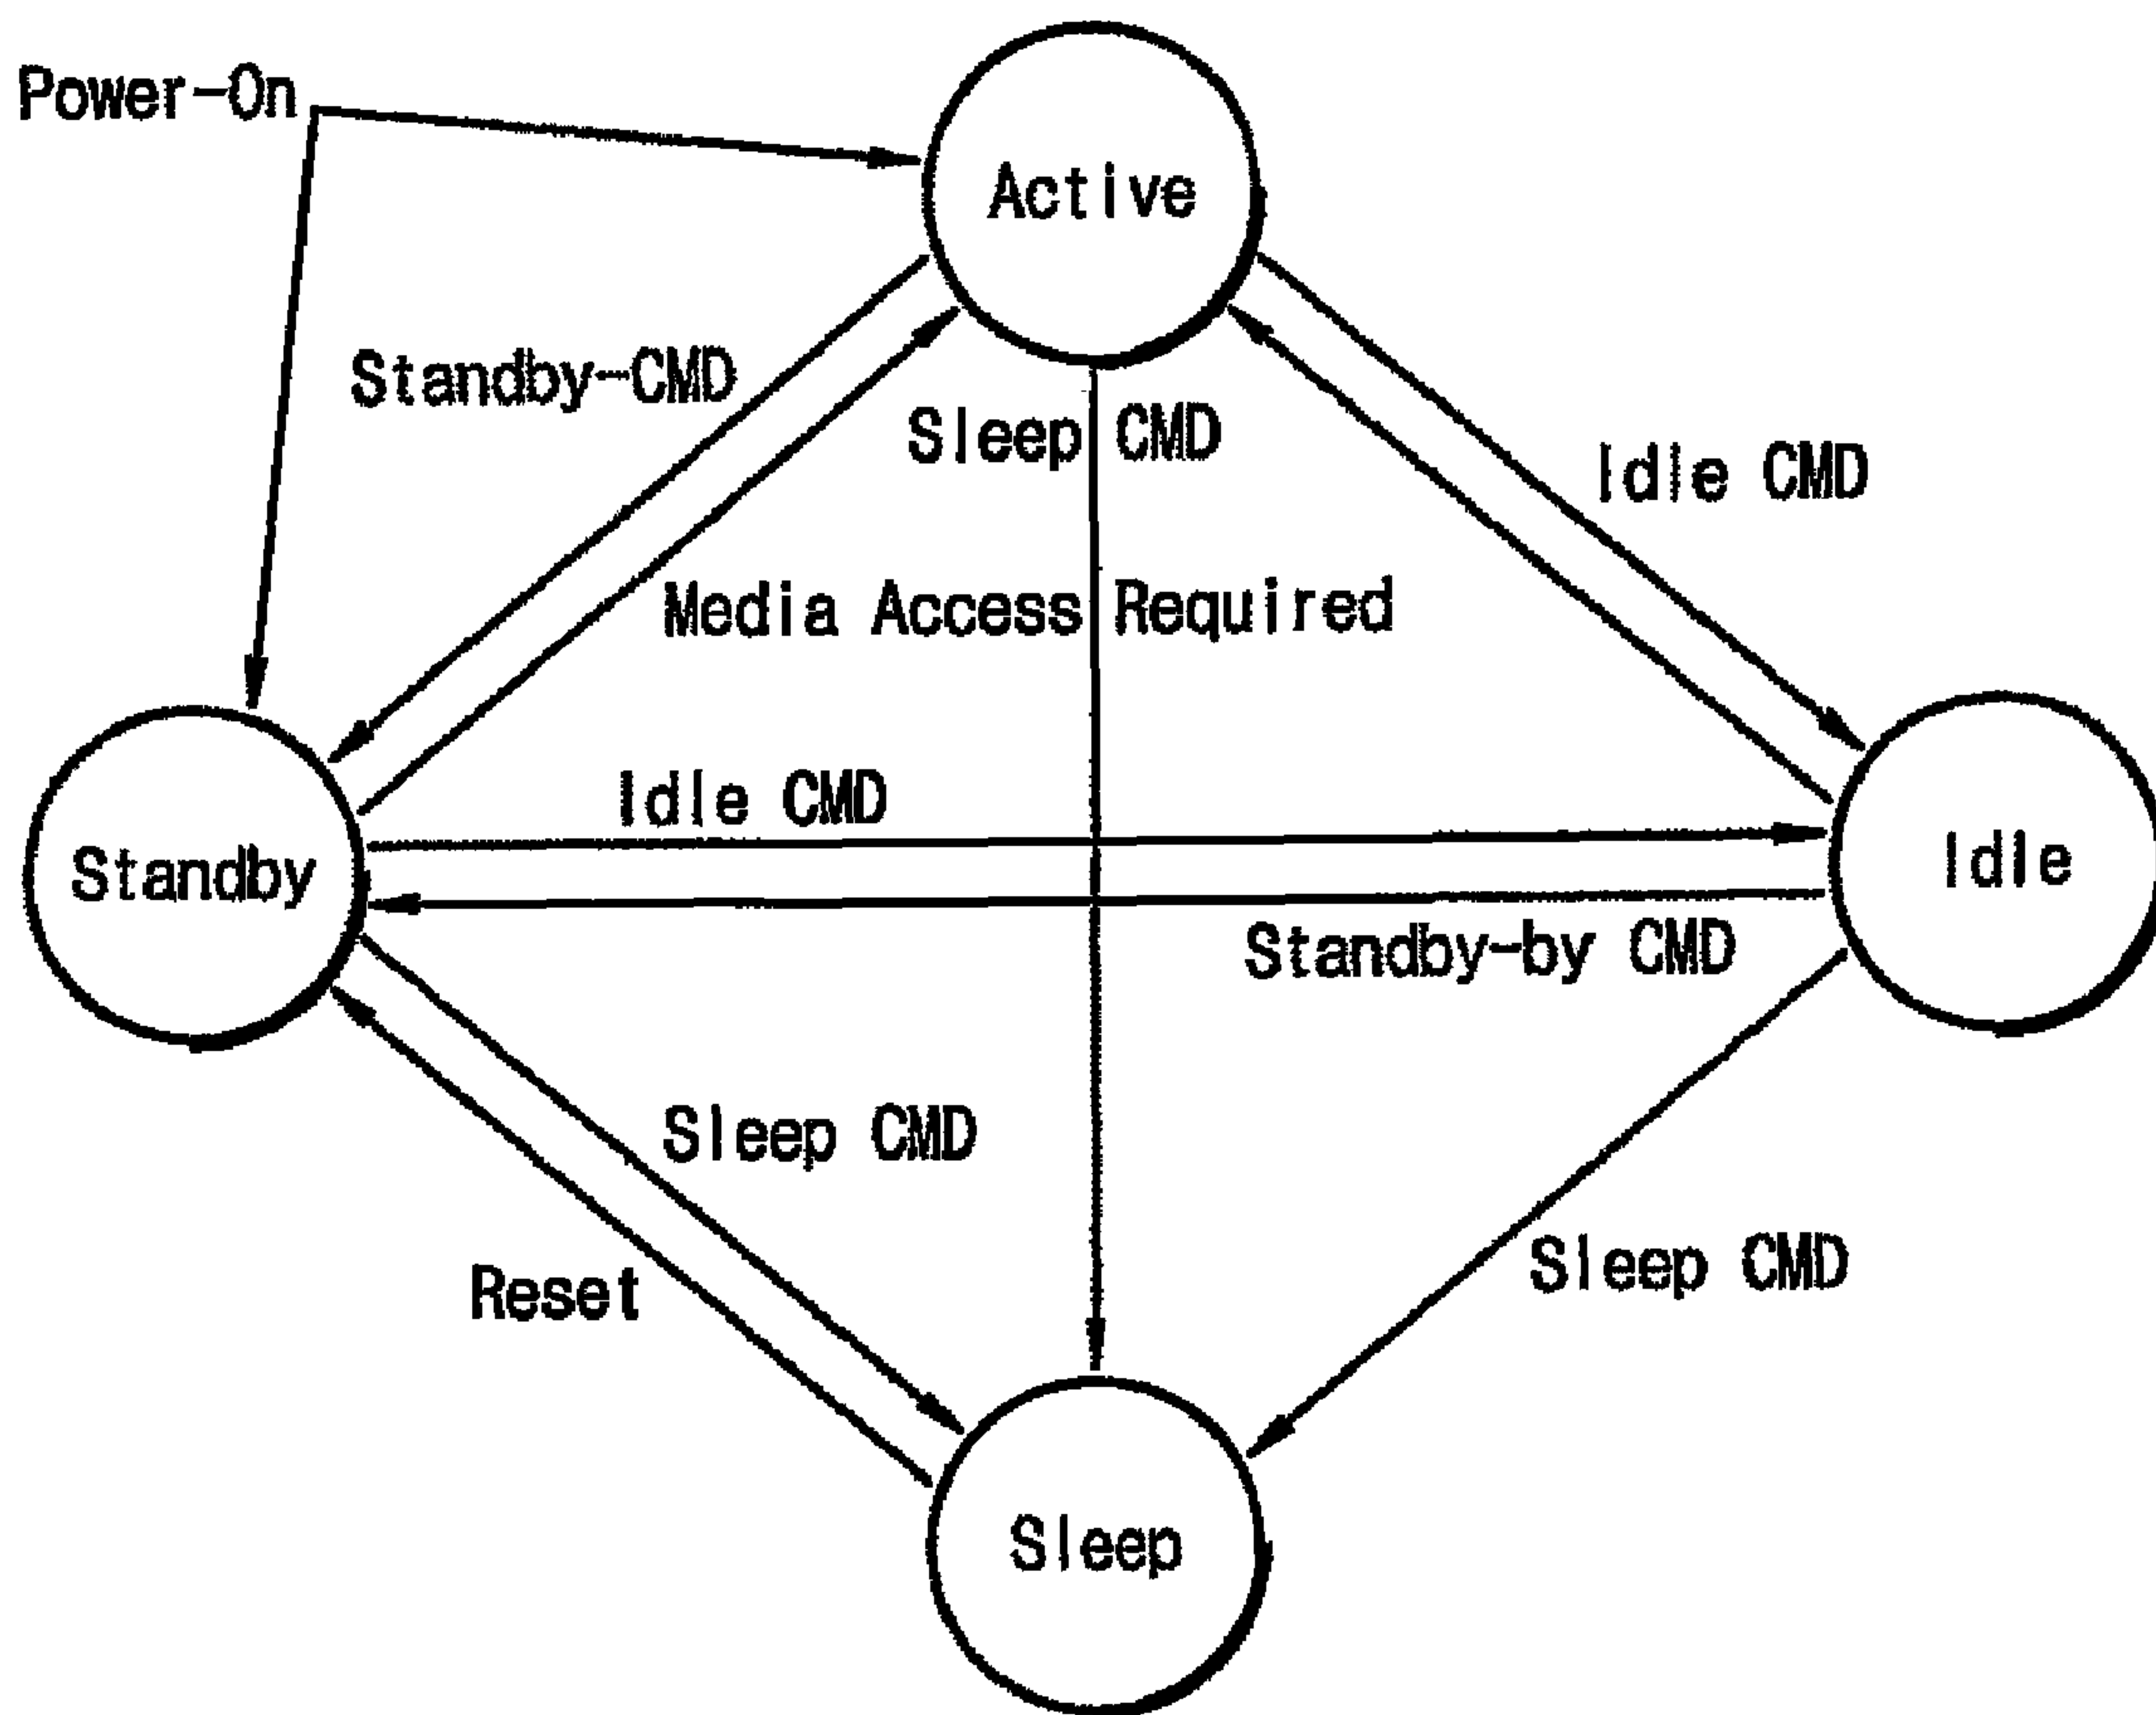 Power-On
Active
Standby-CMD
Sleep CMD
Idle CMD
Media Access Required
Idle CMD
Standby
Idle
Standby-by CMD
Sleep CMD
Reset
Sleep CMD
Sleep